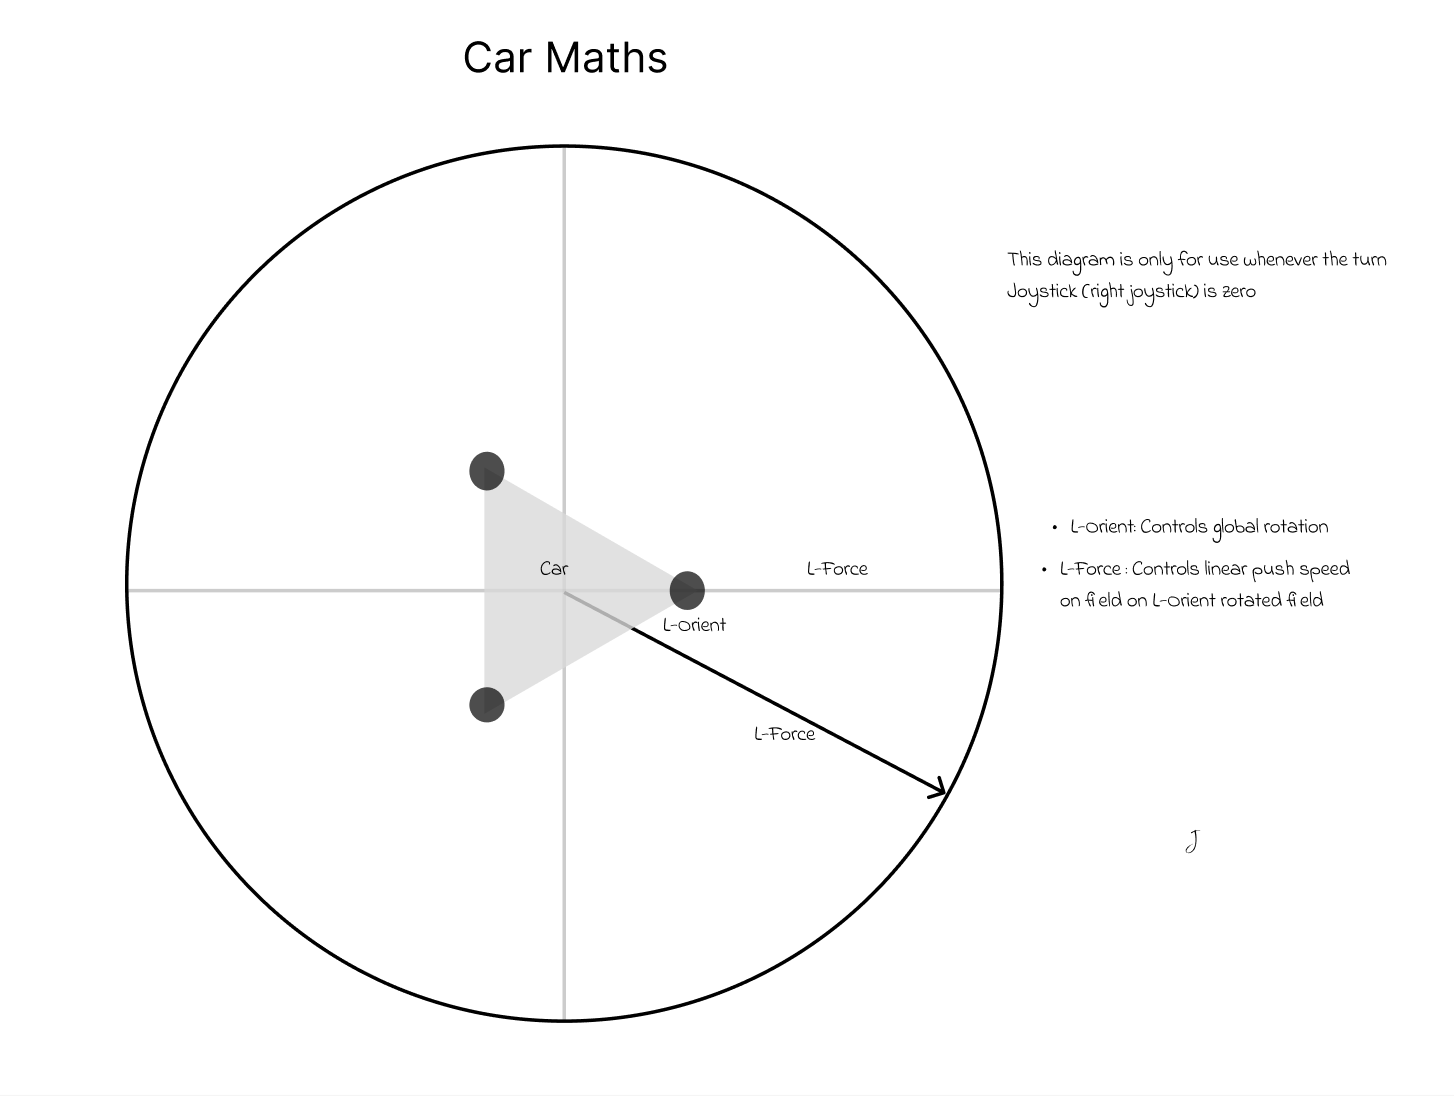 Car Maths
This diagram is only for use whenever the turn
Joystick (right joystick) is zero
• L-Orient: Controls global rotation
Car
L-Force
• L-Force : Controls linear push speed
on field on L-Orient rotated field
L-Orient
L-Force
J